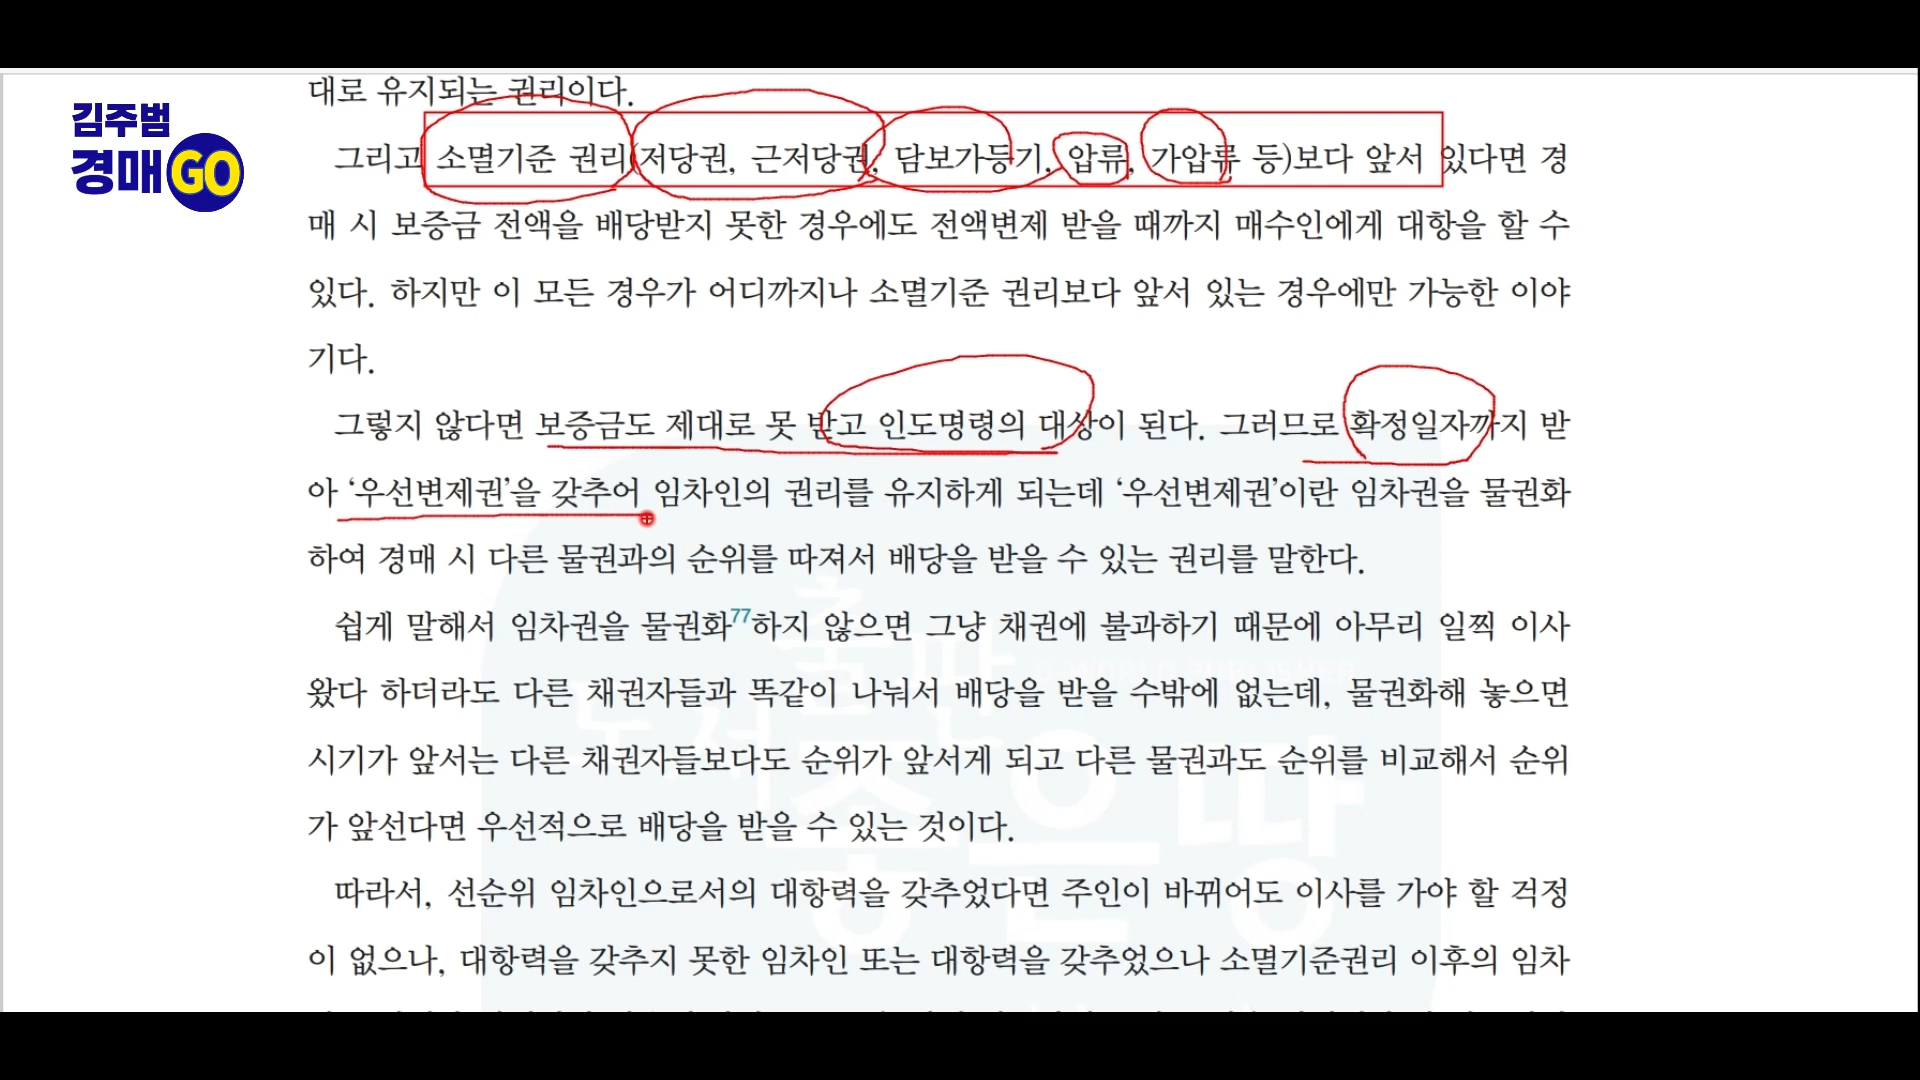 대로 유지되는 권리이다.
김주범
경매GO
그리고 소멸기준 권리(저당권, 근저당권, 담보가등기, 압류, 가압류 등)보다 앞서 있다면 경
매 시 보증금 전액을 배당받지 못한 경우에도 전액변제 받을 때까지 매수인에게 대항을 할 수
있다. 하지만 이 모든 경우가 어디까지나 소멸기준 권리보다 앞서 있는 경우에만 가능한 이야
기다.
그렇지 않다면 보증금도 제대로 못 받고 인도명령의 대상이 된다. 그러므로 확정일자까지 받
아 ‘우선변제권’을 갖추어 임차인의 권리를 유지하게 되는데 ‘우선변제권’이란 임차권을 물권화
하여 경매 시 다른 물권과의 순위를 따져서 배당을 받을 수 있는 권리를 말한다.
쉽게 말해서 임차권을 물권화77하지 않으면 그냥 채권에 불과하기 때문에 아무리 일찍 이사
왔다 하더라도 다른 채권자들과 똑같이 나눠서 배당을 받을 수밖에 없는데, 물권화해 놓으면
시기가 앞서는 다른 채권자들보다도 순위가 앞서게 되고 다른 물권과도 순위를 비교해서 순위
가 앞선다면 우선적으로 배당을 받을 수 있는 것이다.
따라서, 선순위 임차인으로서의 대항력을 갖추었다면 주인이 바뀌어도 이사를 가야 할 걱정
이 없으나, 대항력을 갖추지 못한 임차인 또는 대항력을 갖추었으나 소멸기준권리 이후의 임차
도서출판
G-WORLD PUBLISHER
좋은땅